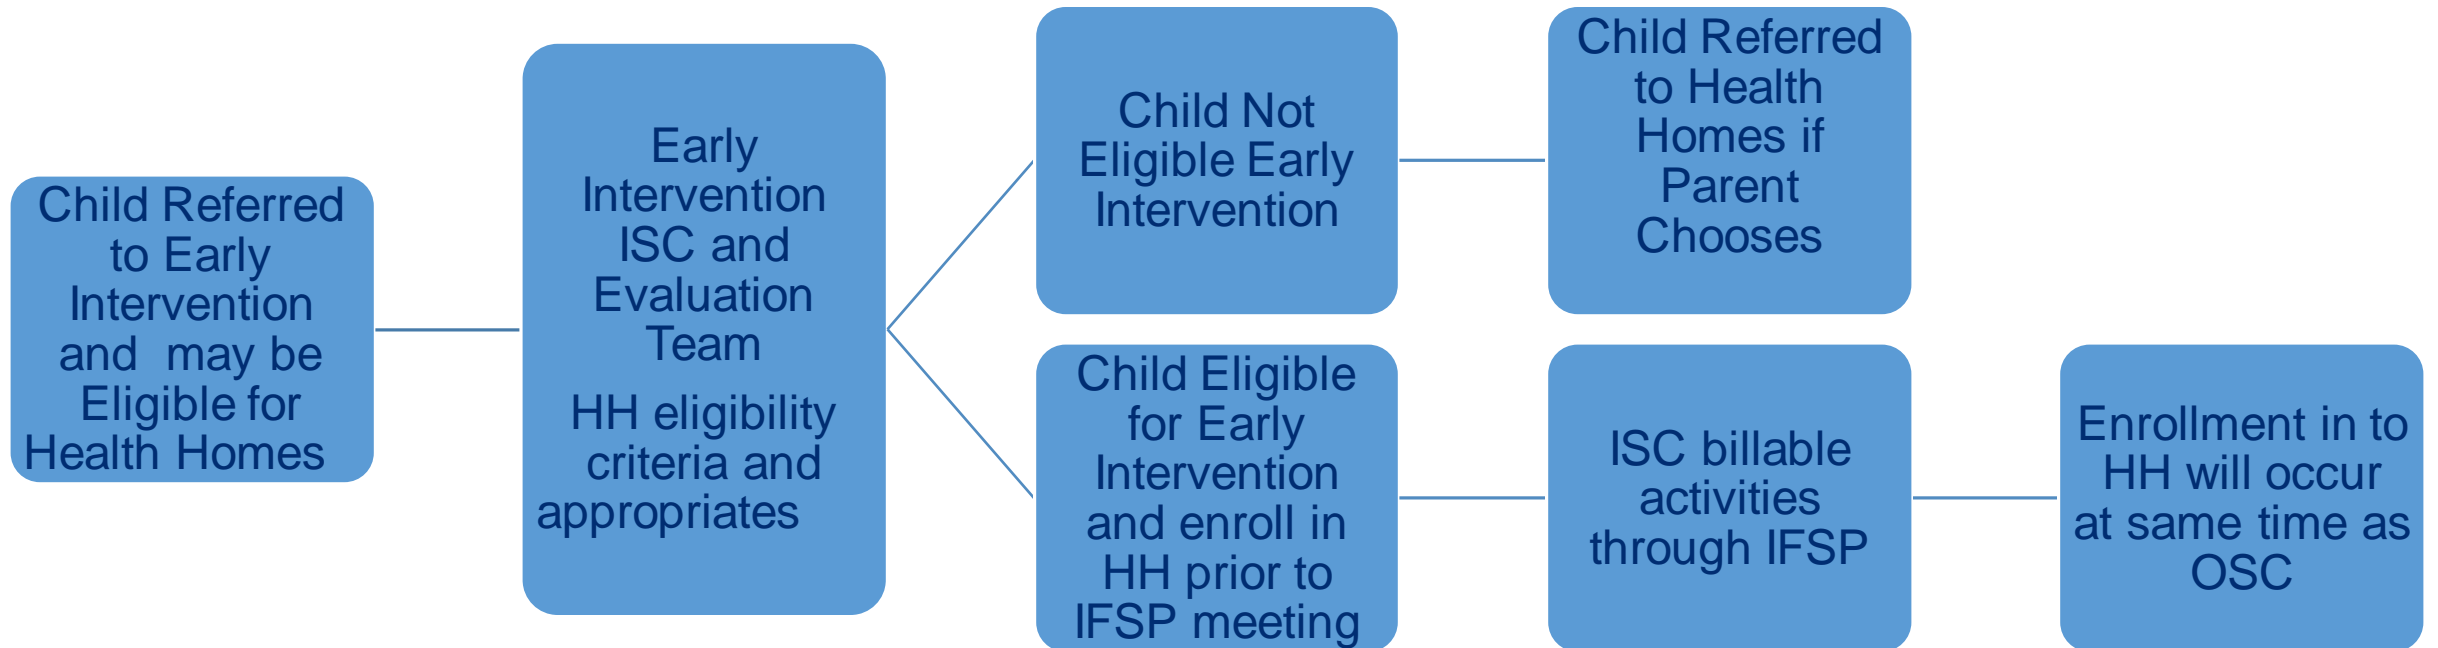 Child Referred
to Early
Intervention
and  may be
Eligible for
Health Homes
Early
Intervention
ISC and
Evaluation
Team
HH eligibility
criteria and
appropriates
Child Not
Eligible Early
Intervention
Child Referred
to Health
Homes if
Parent
Chooses
Child Eligible
for Early
Intervention
and enroll in
HH prior to
IFSP meeting
ISC billable
activities
through IFSP
Enrollment in to
HH will occur
at same time as
OSC